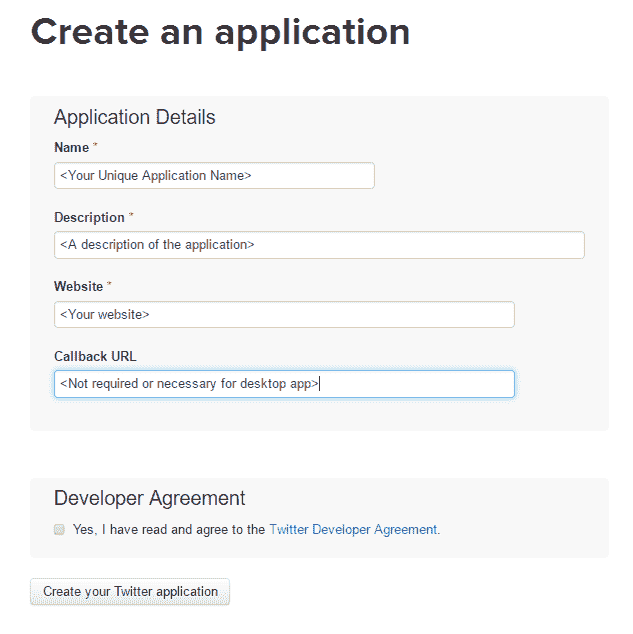 Create an application
Application Details
Name *
<Your Unique Application Name>
Description *
<A description of the application>
Website *
<Your website>
Callback URL
<Not required or necessary for desktop app>
Developer Agreement
Yes, I have read and agree to the Twitter Developer Agreement.
Create your Twitter application